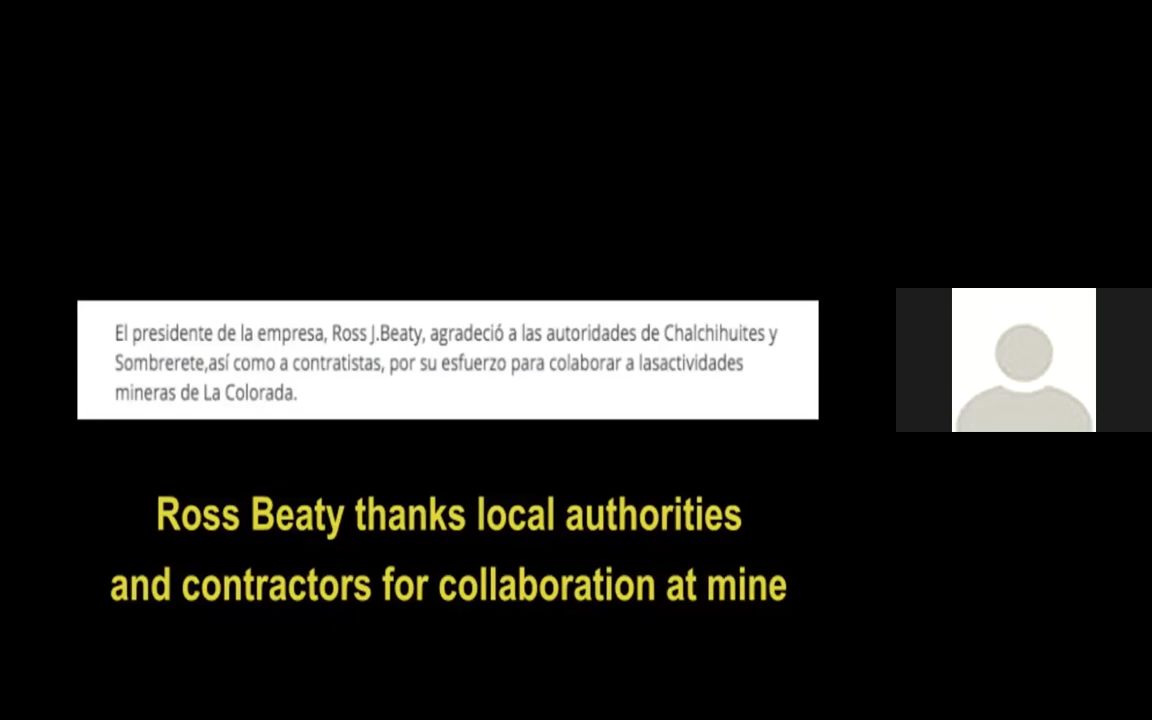 El presidente de la empresa, Ross J.Beaty, agradeció a las autoridades de Chalchihuites y
Sombrerete,así como a contratistas, por su esfuerzo para colaborar a lasactividades
mineras de La Colorada.
Ross Beaty thanks local authorities
and contractors for collaboration at mine